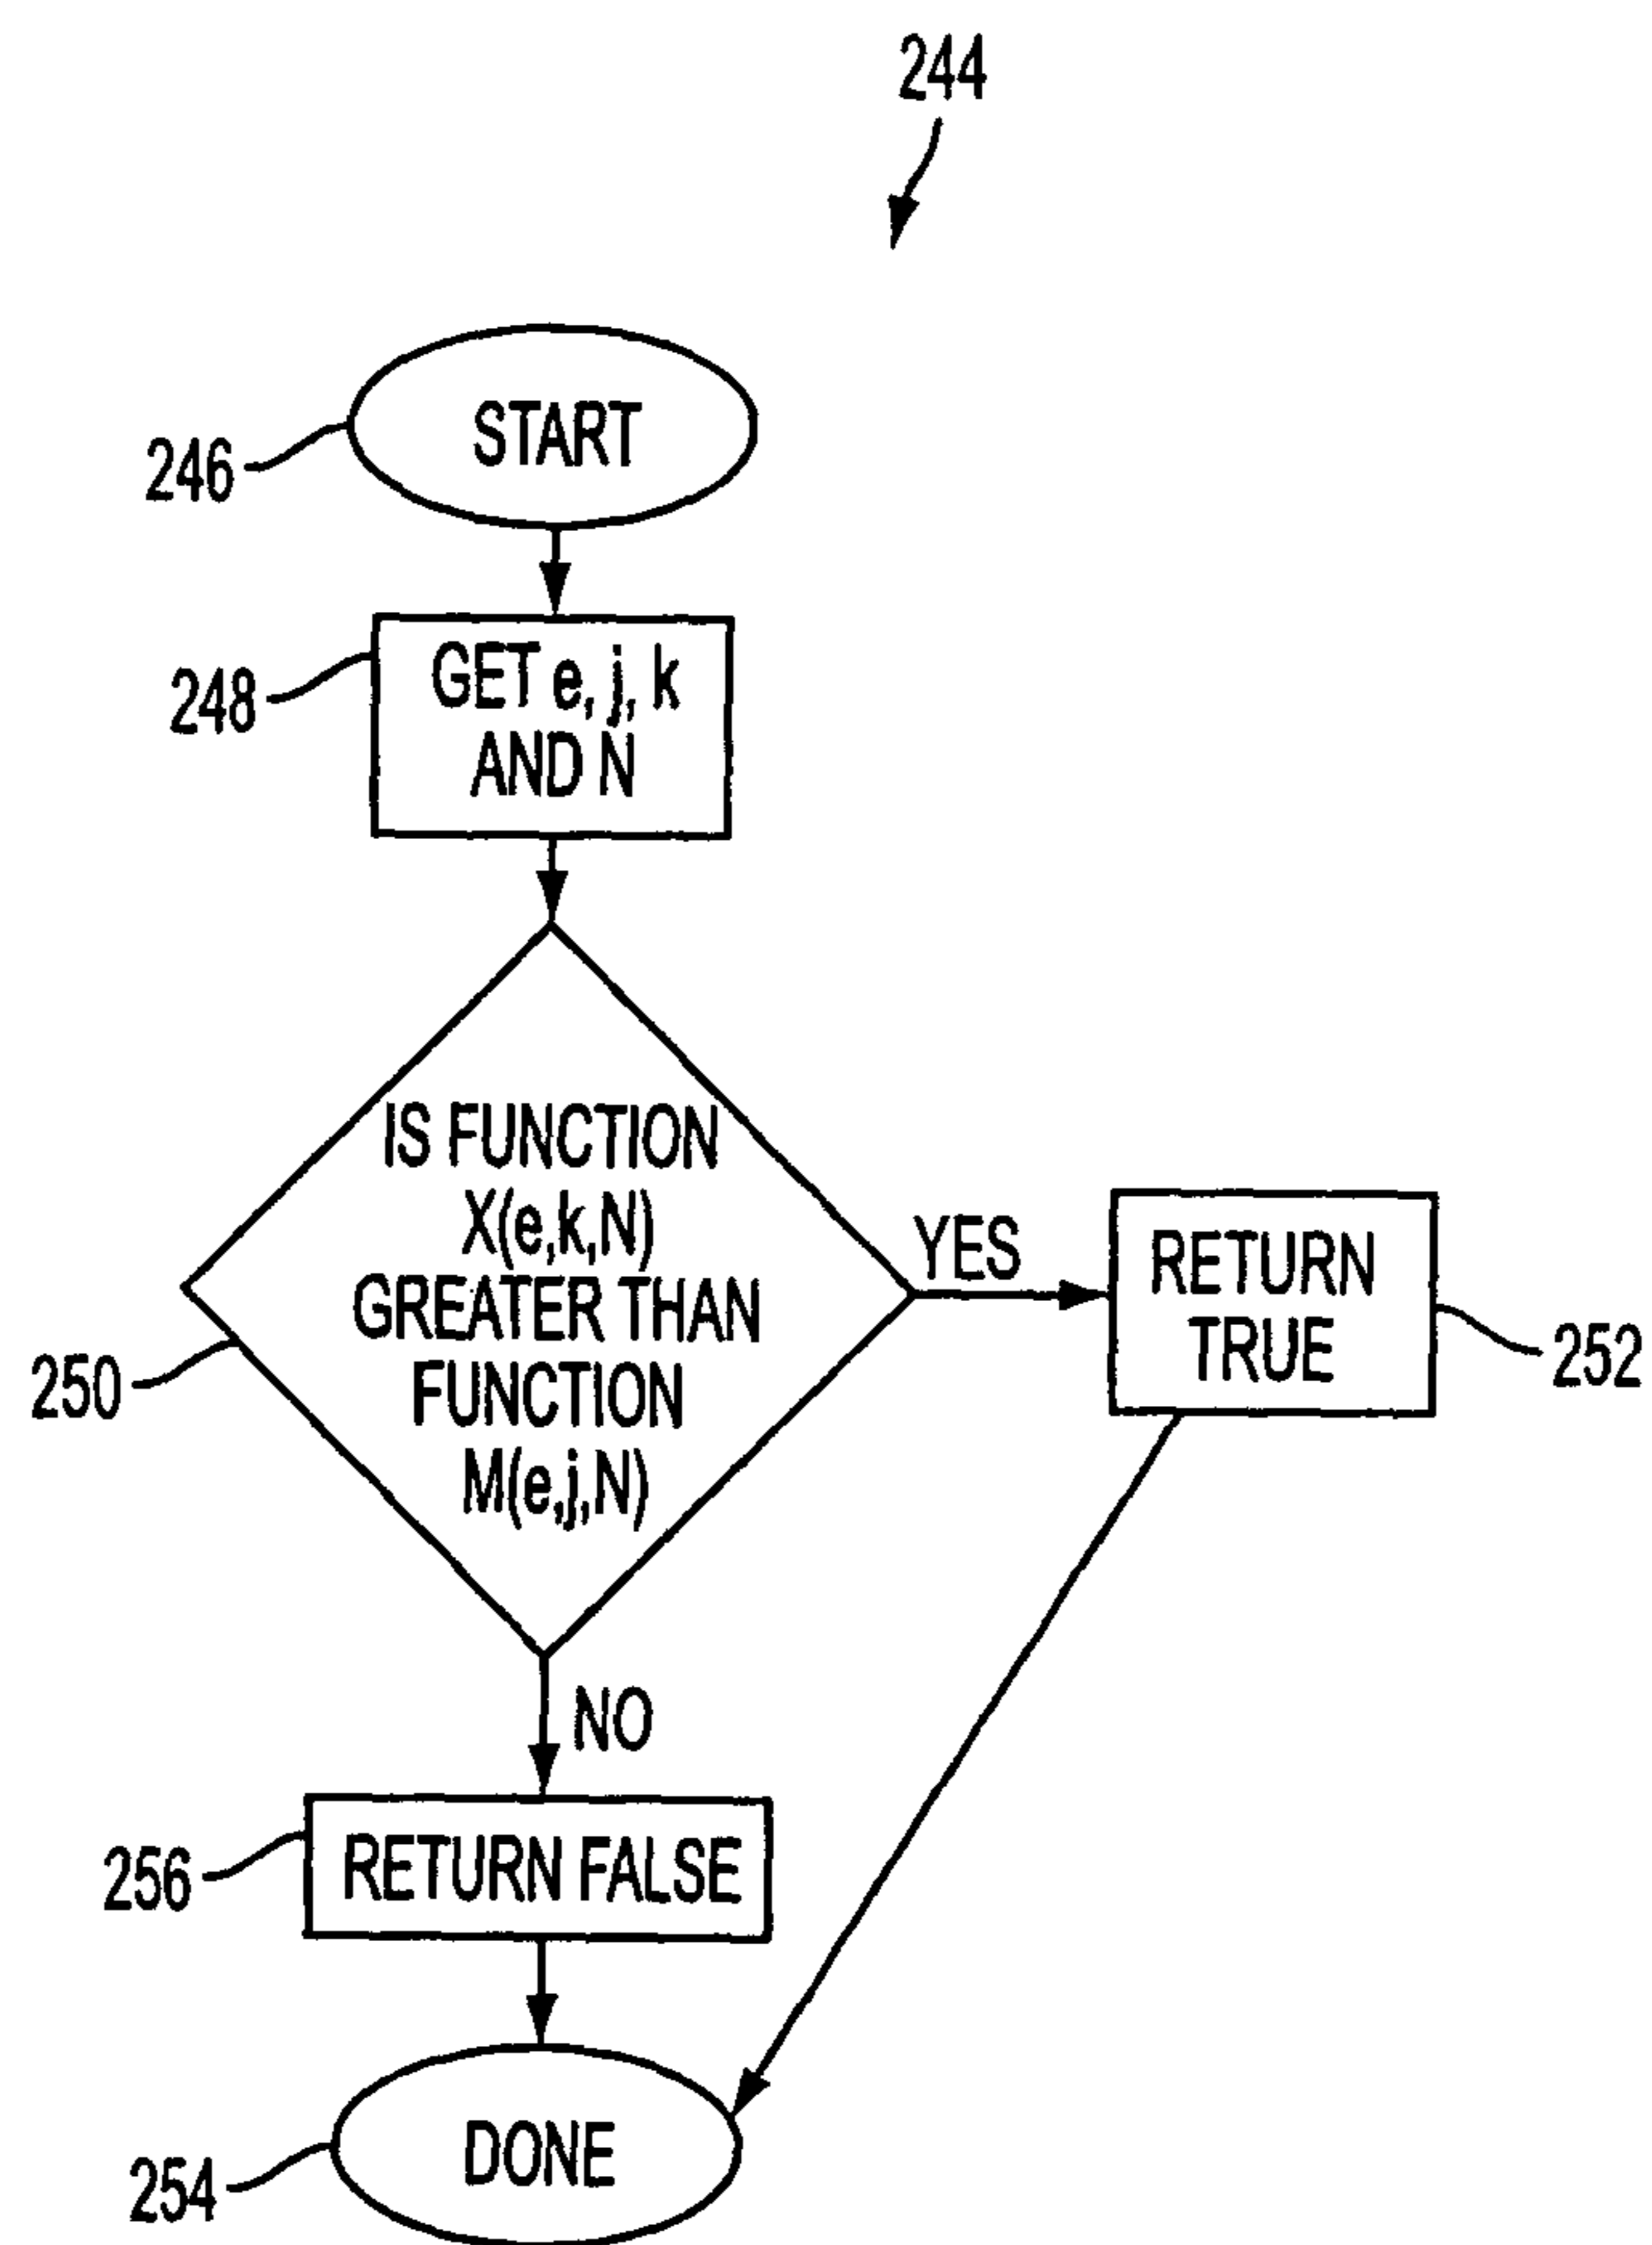 244
START
246
GET e, j, k
AND N
248
IS FUNCTION
X(e,k,N)
GREATER THAN
FUNCTION
M(e,j,N)
250
YES
RETURN
TRUE
252
NO
RETURN FALSE
256
DONE
254